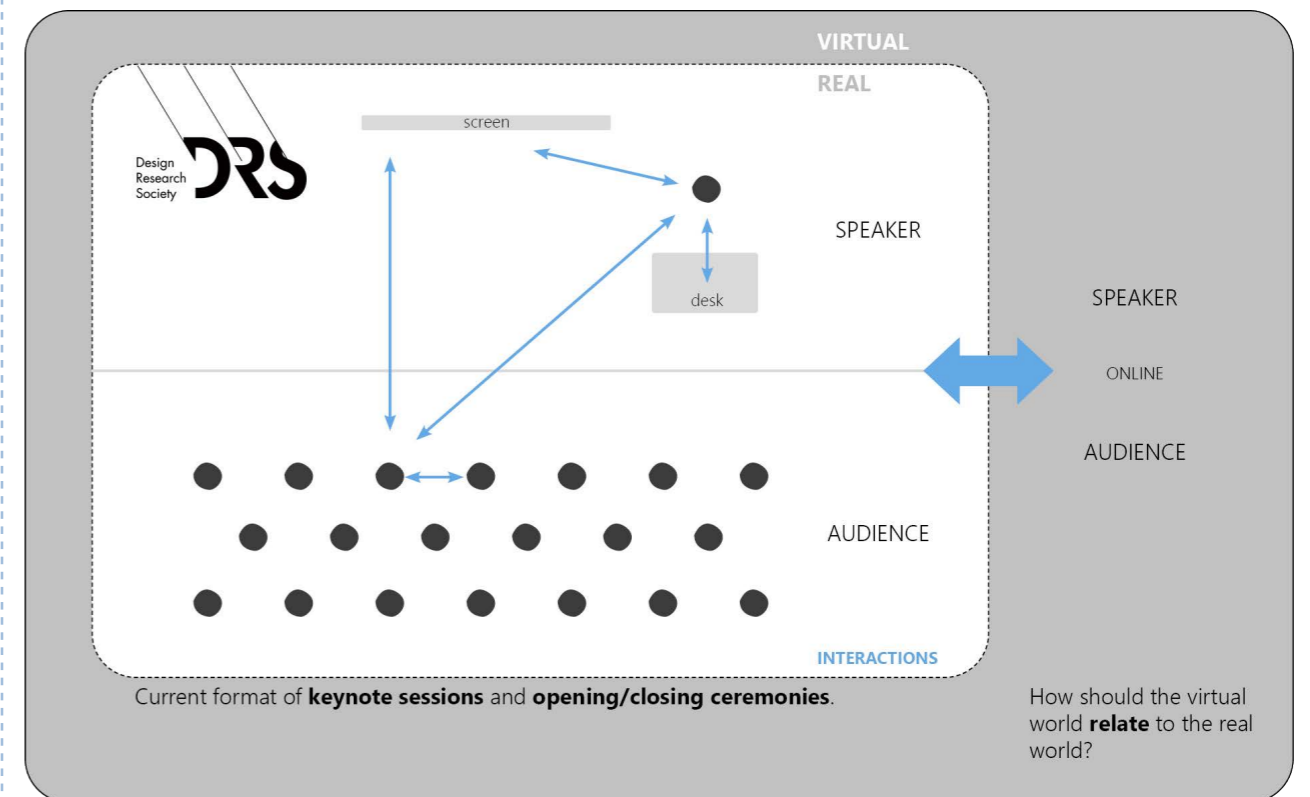 VIRTUAL
REAL
screen
Design
Research
Society
DRS
SPEAKER
desk
SPEAKER
ONLINE
AUDIENCE
AUDIENCE
INTERACTIONS
Current format of keynote sessions and opening/closing ceremonies.
How should the virtual
world relate to the real
world?